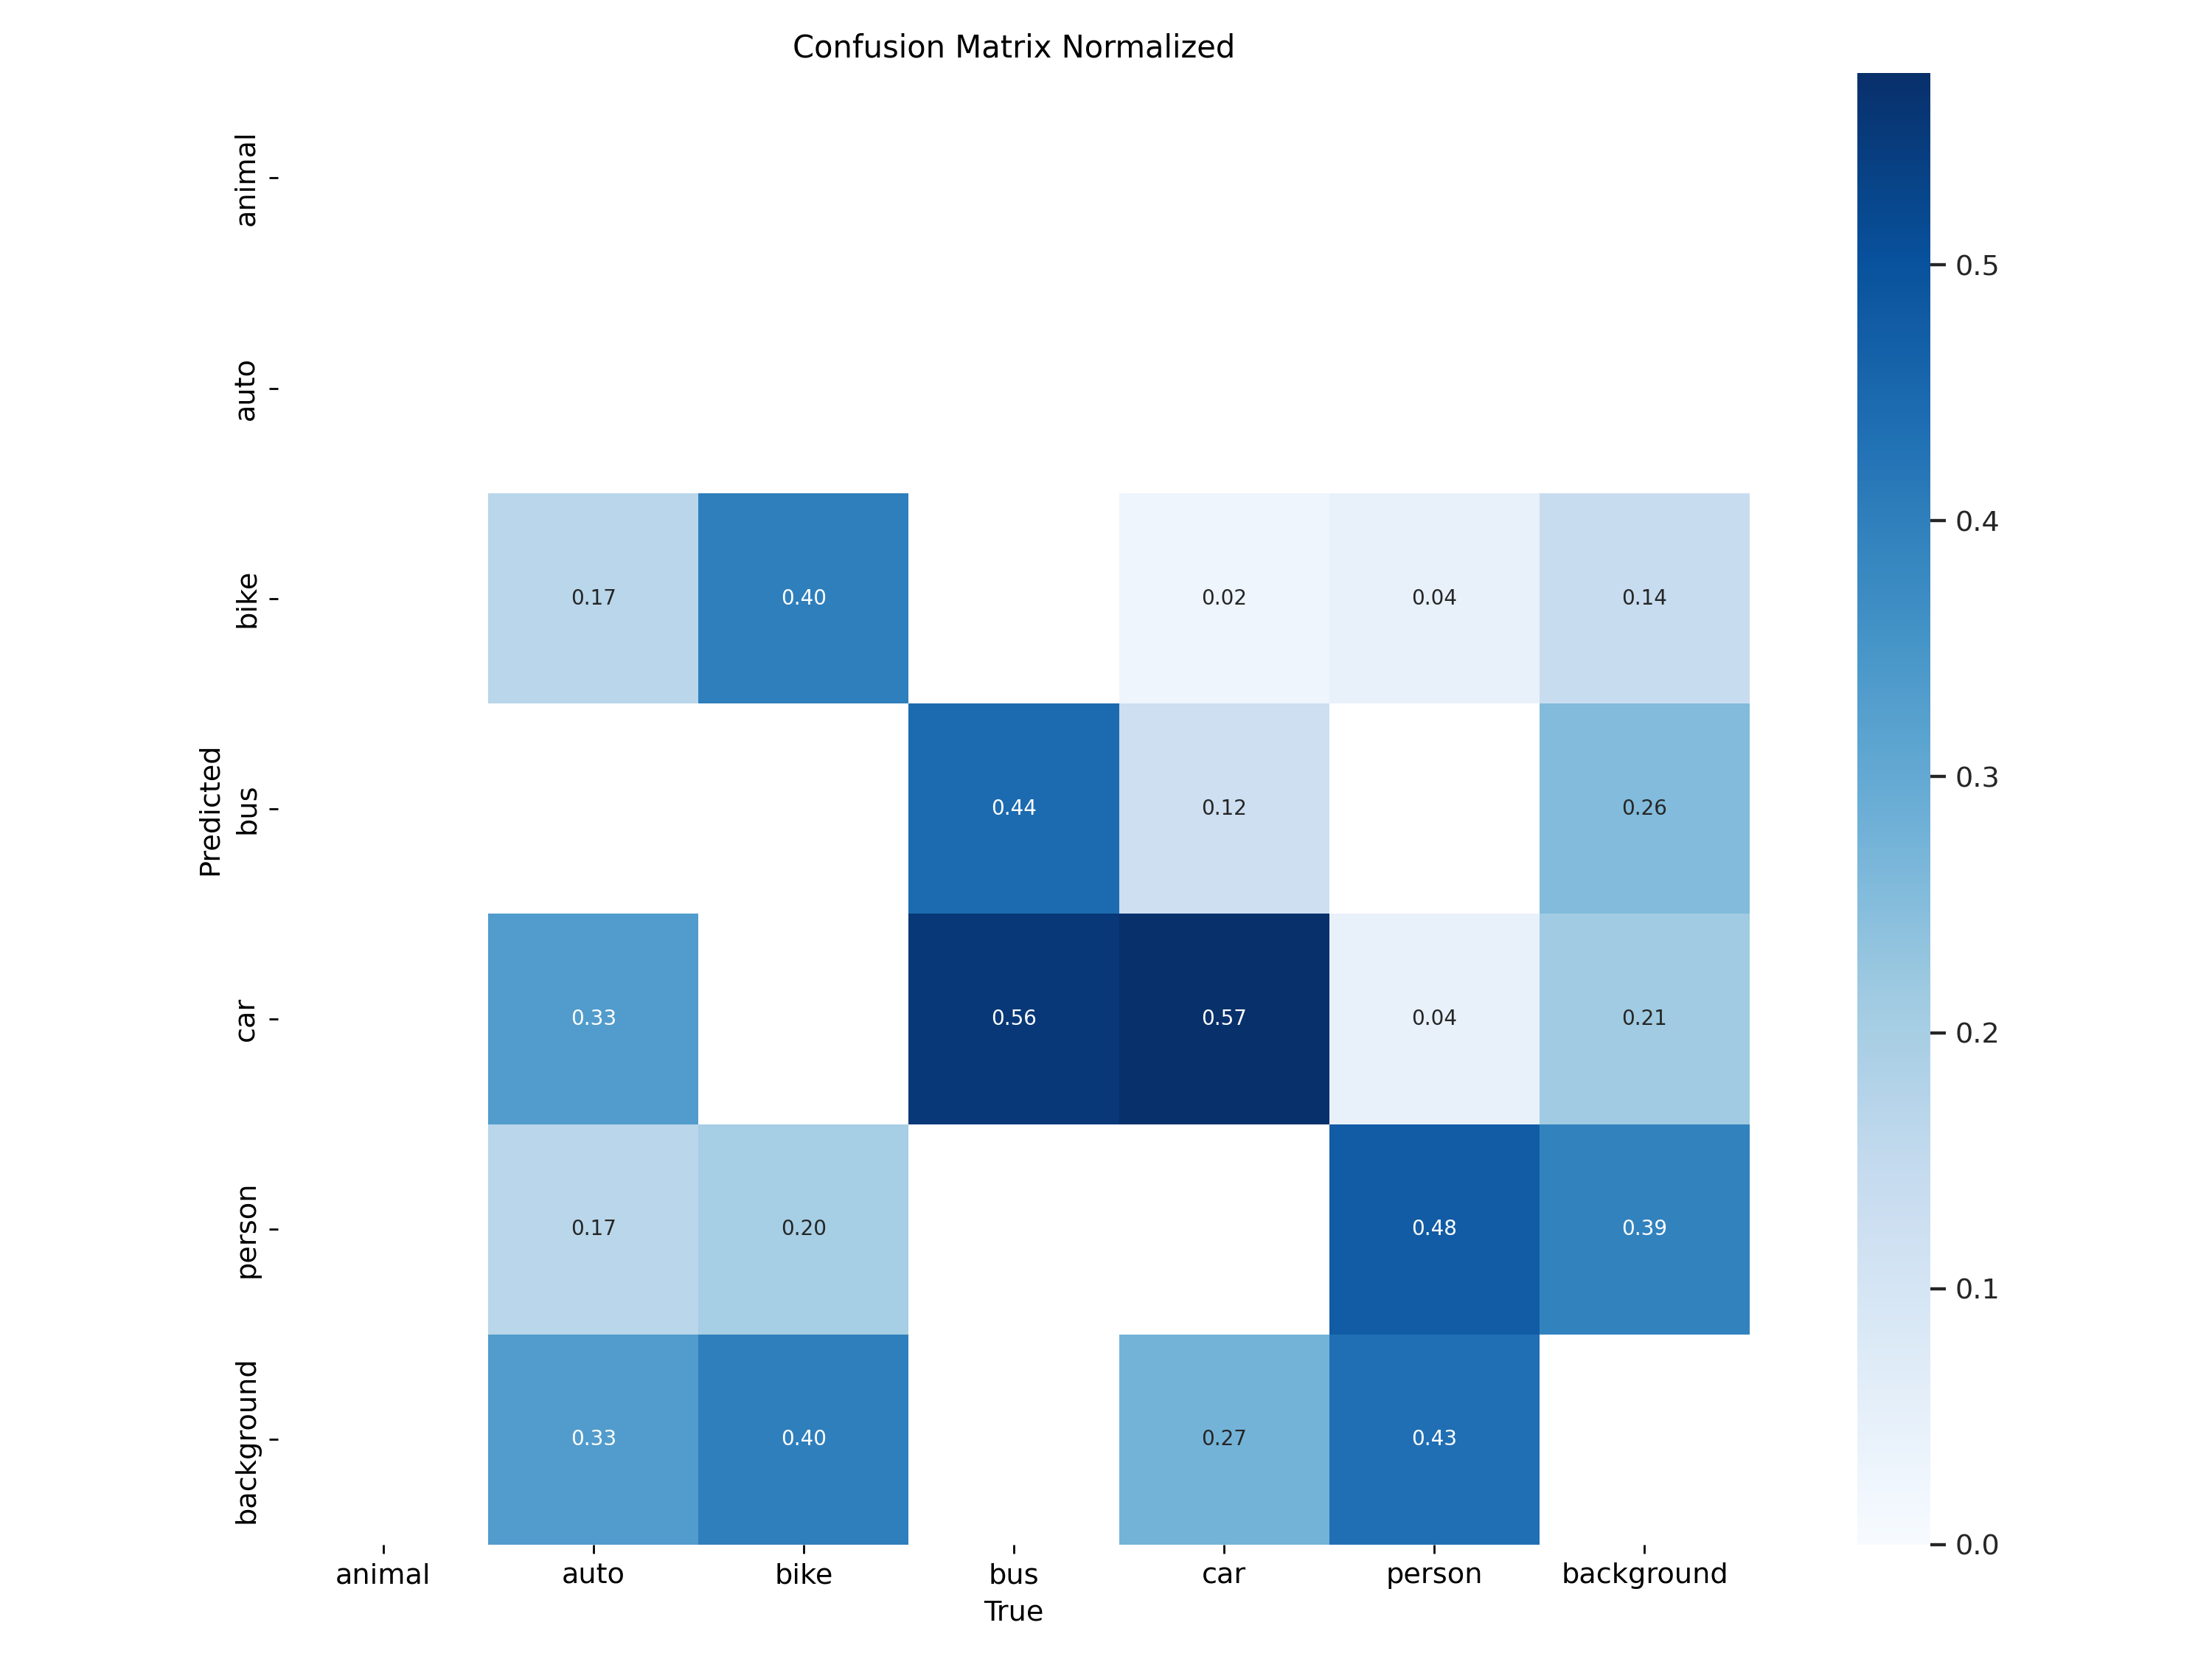 Confusion Matrix Normalized
animal
auto
bike
bus
car
person
background
Predicted
0.17 0.40 0.02 0.04 0.14
0.44 0.12 0.26
0.33 0.56 0.57 0.04 0.21
0.17 0.20 0.48 0.39
0.33 0.40 0.27 0.43
animal auto bike bus car person background
True
0.5
0.4
0.3
0.2
0.1
0.0